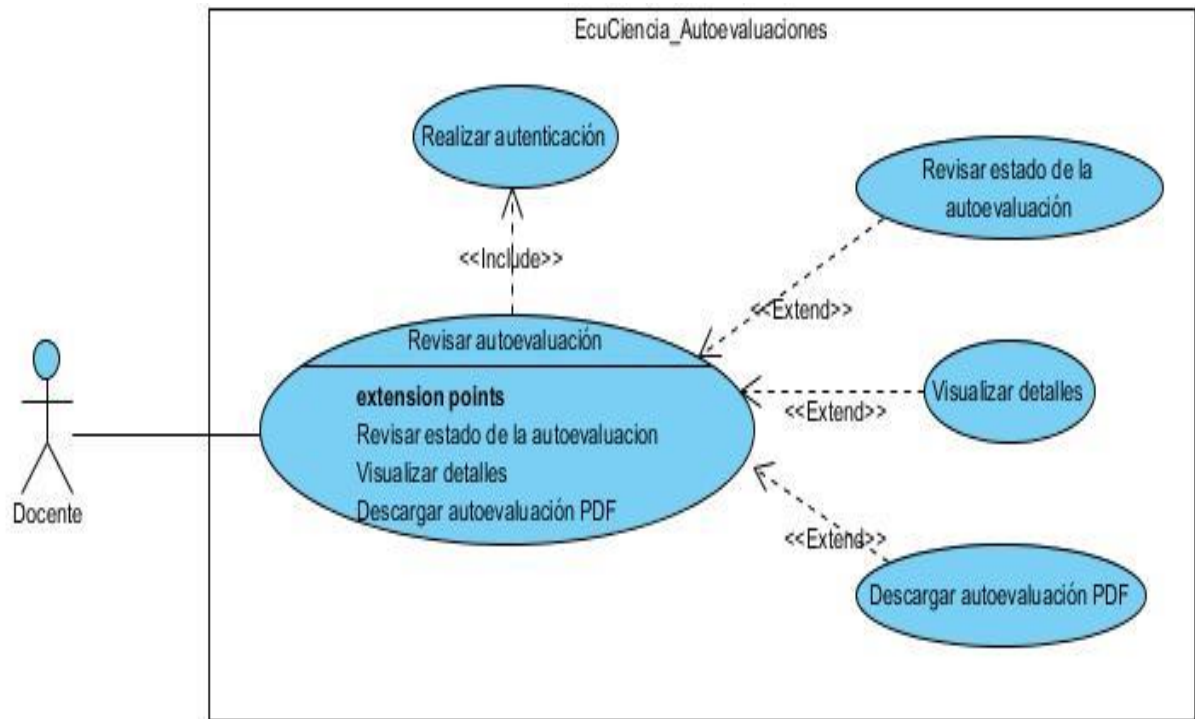 EcuCiencia_Autoevaluaciones
Realizar autenticación
Revisar estado de la
autoevaluación
<<Include>>
<<Extend>>
Revisar autoevaluación
extension points
Revisar estado de la autoevaluacion
Visualizar detalles
Descargar autoevaluación PDF
Visualizar detalles
<<Extend>>
Docente
<<Extend>>
Descargar autoevaluación PDF